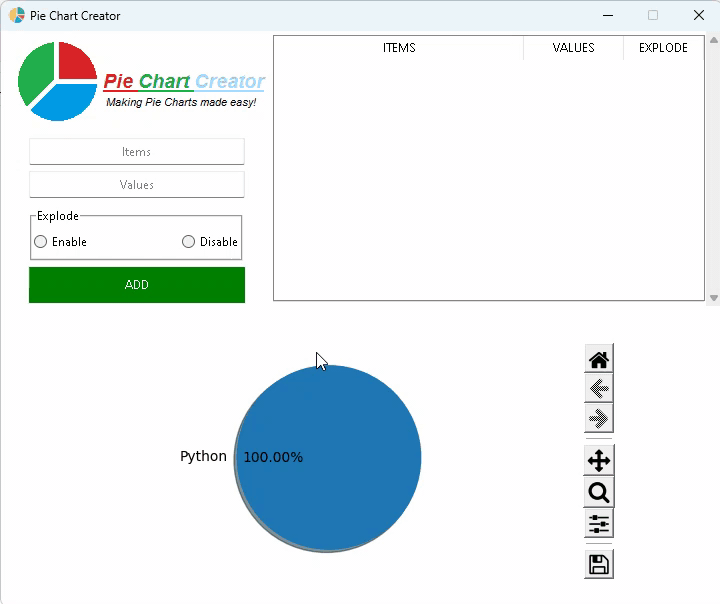 Pie Chart Creator
ITEMS VALUES EXPLODE
Pie Chart Creator
Making Pie Charts made easy!
Items
Values
Explode
Enable Disable
ADD
Python 100.00%